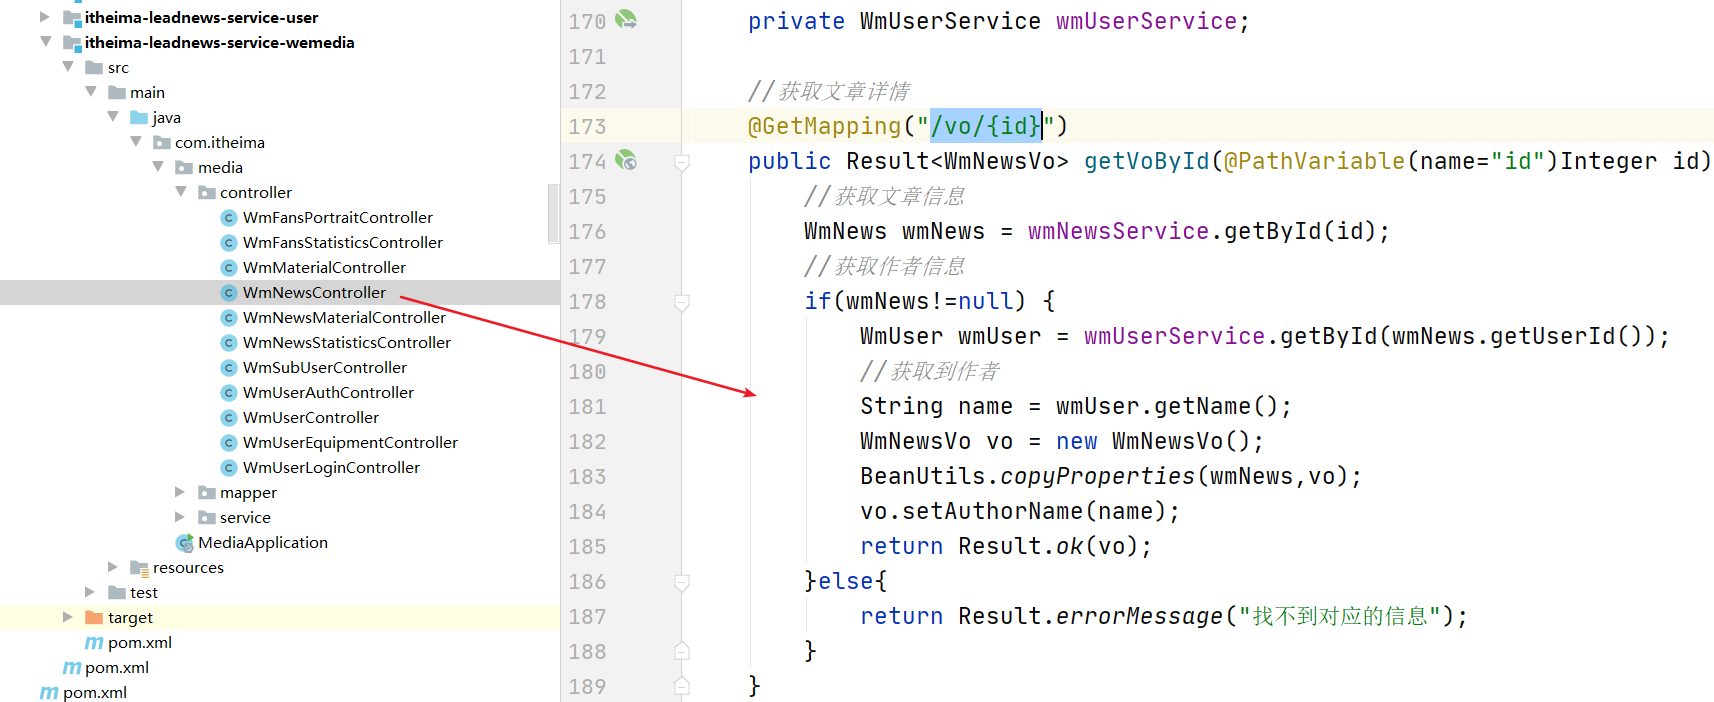 itheima-leadnews-service-user
itheima-leadnews-service-wemedia
src
main
java
com.itheima
media
controller
WmFansPortraitController
WmFansStatisticsController
WmMaterialController
WmNewsController
WmNewsMaterialController
WmNewsStatisticsController
WmSubUserController
WmUserAuthController
WmUserController
WmUserEquipmentController
WmUserLoginController
mapper
service
MediaApplication
resources
test
target
pom.xml
pom.xml
pom.xml
170 private WmUserService wmUserService;
171
172 //获取文章详情
173 @GetMapping("/vo/{id}")
174 public Result<WmNewsVo> getVoById(@PathVariable(name="id")Integer id)
175 //获取文章信息
176 WmNews wmNews = wmNewsService.getById(id);
177 //获取作者信息
178 if(wmNews!=null) {
179 WmUser wmUser = wmUserService.getById(wmNews.getUserId());
180 //获取到作者
181 String name = wmUser.getName();
182 WmNewsVo vo = new WmNewsVo();
183 BeanUtils.copyProperties(wmNews,vo);
184 vo.setAuthorName(name);
185 return Result.ok(vo);
186 }else{
187 return Result.errorMessage("找不到对应的信息");
188 }
189 }